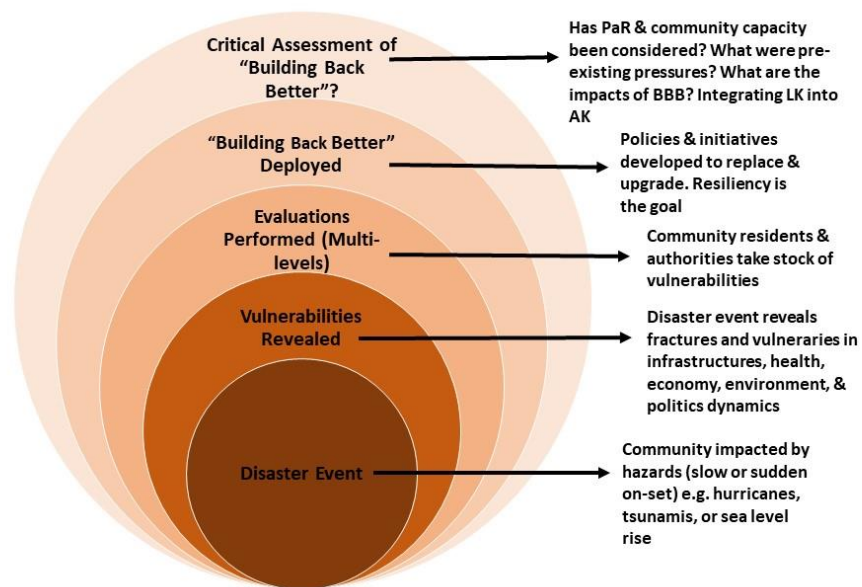 Critical Assessment of
“Building Back
Better”?
Has PaR & community capacity
been considered? What were pre-
existing pressures? What are the
impacts of BBB? Integrating LK into
AK
“Building Back Better”
Deployed
Policies & initiatives
developed to replace &
upgrade. Resiliency is
the goal
Evaluations
Performed (Multi-
levels)
Community residents &
authorities take stock of
vulnerabilities
Vulnerabilities
Revealed
Disaster event reveals
fractures and vulneraries in
infrastructures, health,
economy, environment, &
politics dynamics
Disaster Event
Community impacted by
hazards (slow or sudden
on-set) e.g. hurricanes,
tsunamis, or sea level
rise